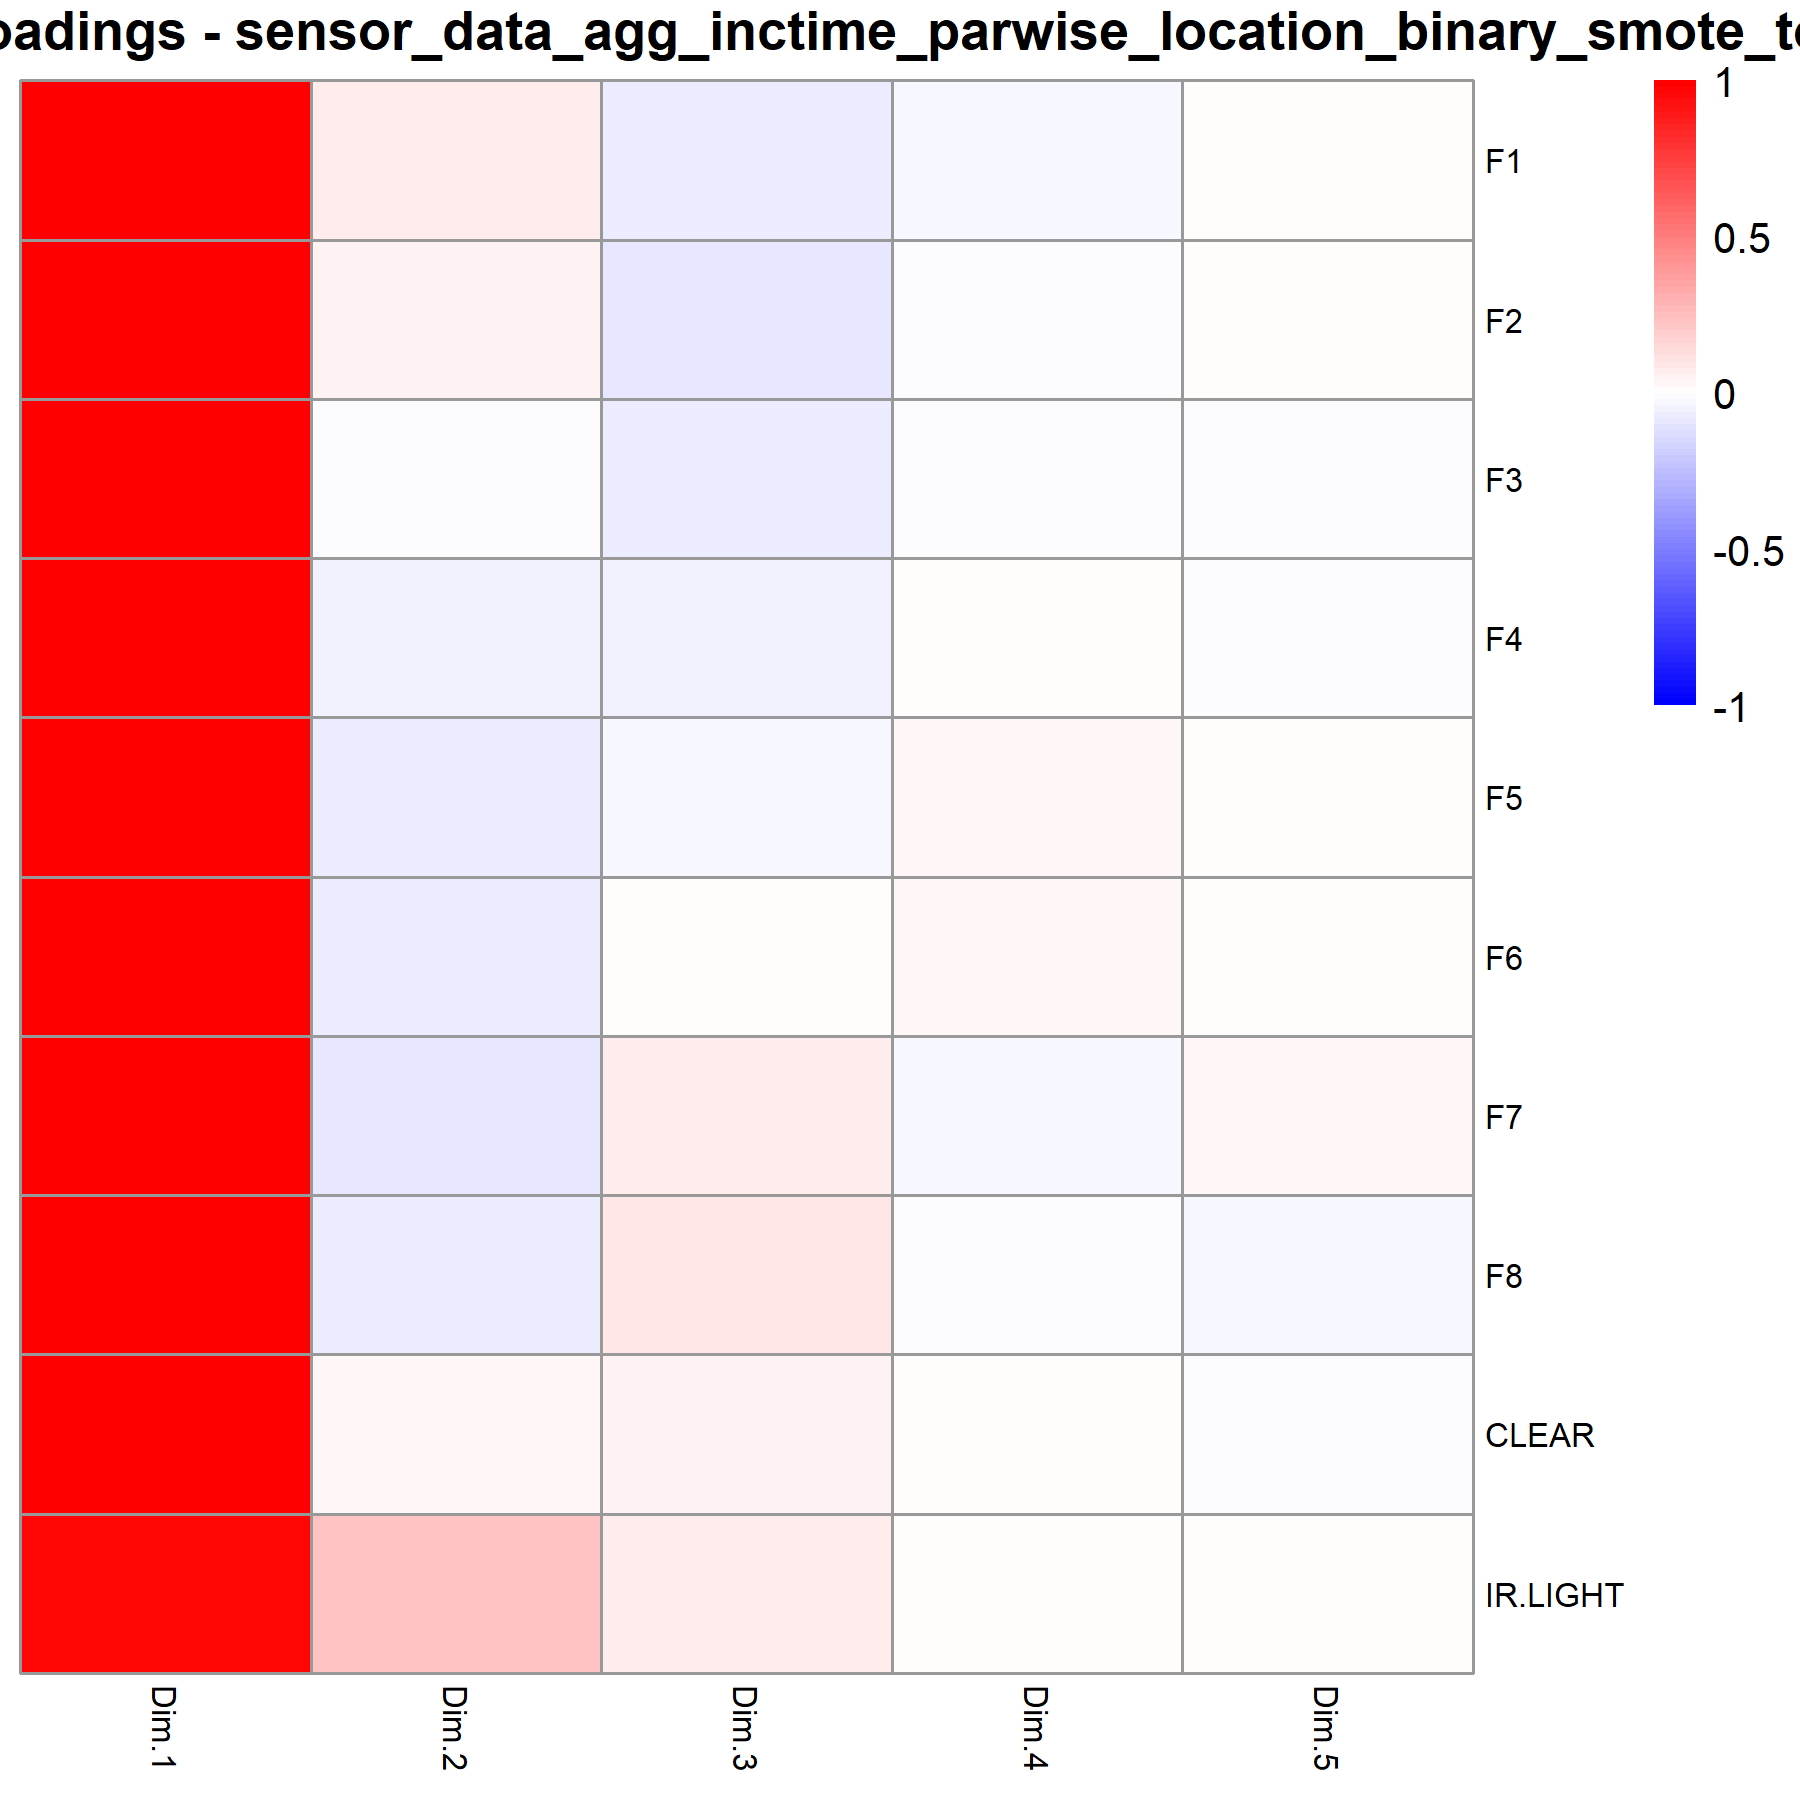 oadings - sensor_data_agg_inctime_parwise_location_binary_smote_to
1
0.5
0
-0.5
-1
F1
F2
F3
F4
F5
F6
F7
F8
CLEAR
IR.LIGHT
Dim.1
Dim.2
Dim.3
Dim.4
Dim.5